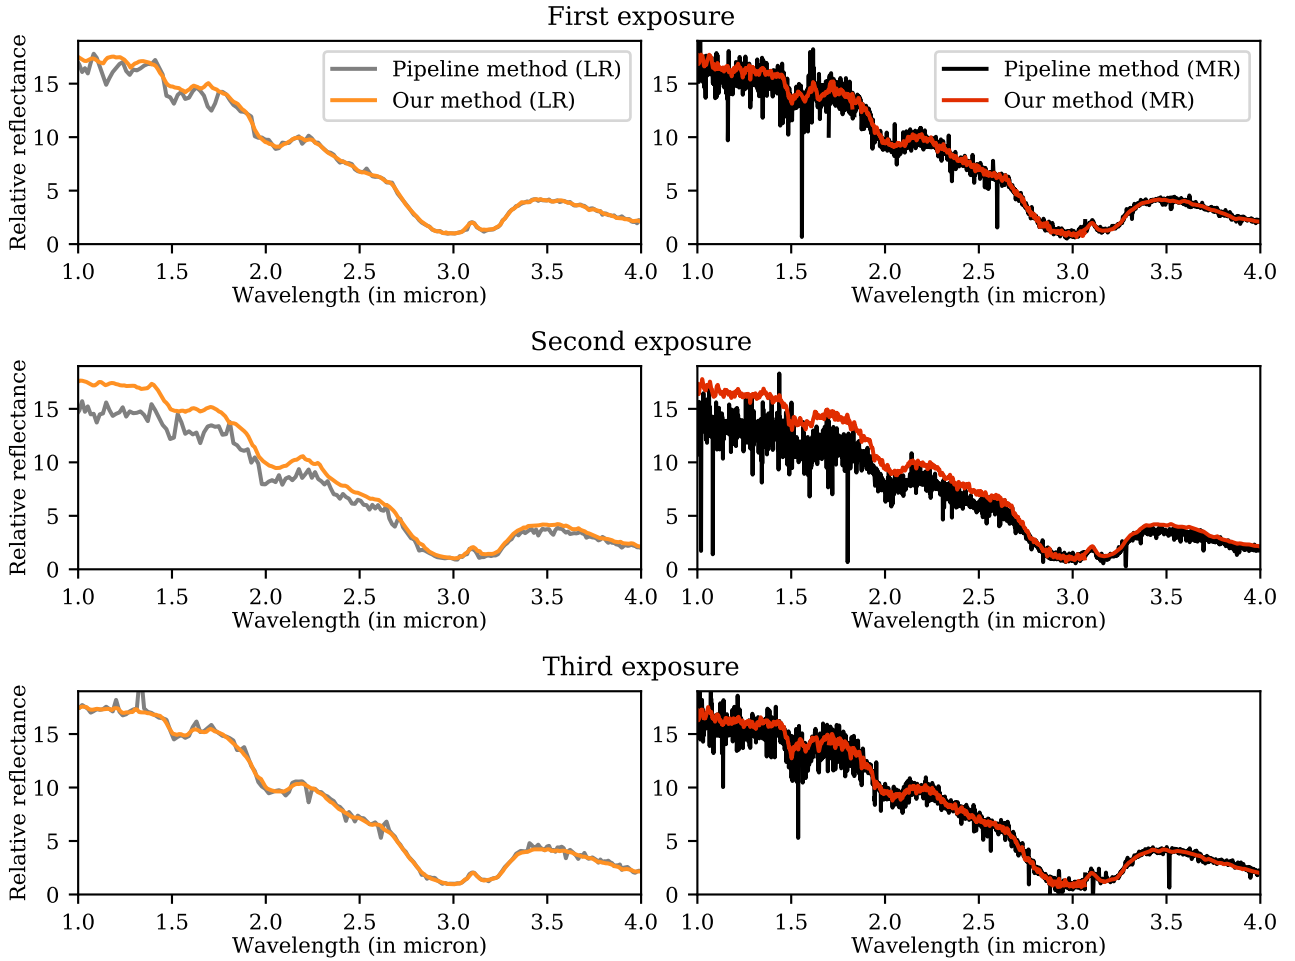 First exposure
Relative reflectance
15
10
5
0
Pipeline method (LR)
Our method (LR)
1.0 1.5 2.0 2.5 3.0 3.5 4.0
Wavelength (in micron)
15
10
5
0
Pipeline method (MR)
Our method (MR)
1.0 1.5 2.0 2.5 3.0 3.5 4.0
Wavelength (in micron)
Second exposure
Relative reflectance
15
10
5
0
1.0 1.5 2.0 2.5 3.0 3.5 4.0
Wavelength (in micron)
15
10
5
0
1.0 1.5 2.0 2.5 3.0 3.5 4.0
Wavelength (in micron)
Third exposure
Relative reflectance
15
10
5
0
1.0 1.5 2.0 2.5 3.0 3.5 4.0
Wavelength (in micron)
15
10
5
0
1.0 1.5 2.0 2.5 3.0 3.5 4.0
Wavelength (in micron)